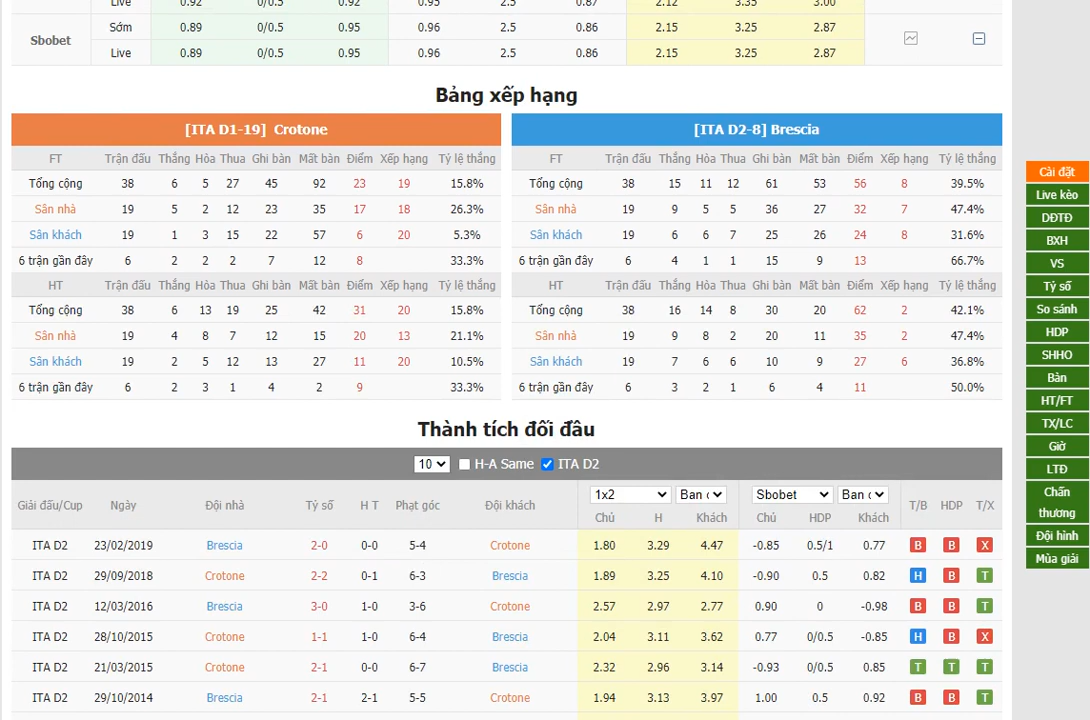 Live 0.92 0/0.5 0.92 0.95 2.5 0.87 2.12 3.35 3.00
Sbobet
Sớm 0.89 0/0.5 0.95 0.96 2.5 0.86 2.15 3.25 2.87
Live 0.89 0/0.5 0.95 0.96 2.5 0.86 2.15 3.25 2.87
Bảng xếp hạng
[ITA D1-19] Crotone
FT Trận đấu Thắng Hòa Thua Ghi bàn Mất bàn Điểm Xếp hạng Tỷ lệ thắng
Tổng cộng 38 6 5 27 45 92 23 19 15.8%
Sân nhà 19 5 2 12 23 35 17 18 26.3%
Sân khách 19 1 3 15 22 57 6 20 5.3%
6 trận gần đây 6 2 2 2 7 12 8 33.3%
HT Trận đấu Thắng Hòa Thua Ghi bàn Mất bàn Điểm Xếp hạng Tỷ lệ thắng
Tổng cộng 38 6 13 19 25 42 31 20 15.8%
Sân nhà 19 4 8 7 12 15 20 13 21.1%
Sân khách 19 2 5 12 13 27 11 20 10.5%
6 trận gần đây 6 2 3 1 4 2 9 33.3%
[ITA D2-8] Brescia
FT Trận đấu Thắng Hòa Thua Ghi bàn Mất bàn Điểm Xếp hạng Tỷ lệ thắng
Tổng cộng 38 15 11 12 61 53 56 8 39.5%
Sân nhà 19 9 5 5 36 27 32 7 47.4%
Sân khách 19 6 6 7 25 26 24 8 31.6%
6 trận gần đây 6 4 1 1 15 9 13 66.7%
HT Trận đấu Thắng Hòa Thua Ghi bàn Mất bàn Điểm Xếp hạng Tỷ lệ thắng
Tổng cộng 38 16 14 8 30 20 62 2 42.1%
Sân nhà 19 9 8 2 20 11 35 2 47.4%
Sân khách 19 7 6 6 10 9 27 6 36.8%
6 trận gần đây 6 3 2 1 6 4 11 50.0%
Thành tích đối đầu
10 H-A Same ITA D2
Giải đấu/Cup Ngày Đội nhà Tỷ số H T Phạt góc Đội khách 1x2 Ban c Sbobet Ban c T/B HDP T/X
Chủ H Khách Chủ HDP Khách
ITA D2 23/02/2019 Brescia 2-0 0-0 5-4 Crotone 1.80 3.29 4.47 -0.85 0.5/1 0.77 B B X
ITA D2 29/09/2018 Crotone 2-2 0-1 6-3 Brescia 1.89 3.25 4.10 -0.90 0.5 0.82 H B T
ITA D2 12/03/2016 Brescia 3-0 1-0 3-6 Crotone 2.57 2.97 2.77 0.90 0 -0.98 B B T
ITA D2 28/10/2015 Crotone 1-1 1-0 6-4 Brescia 2.04 3.11 3.62 0.77 0/0.5 -0.85 H B X
ITA D2 21/03/2015 Crotone 2-1 0-0 6-7 Brescia 2.32 2.96 3.14 -0.93 0/0.5 0.85 T T T
ITA D2 29/10/2014 Brescia 2-1 2-1 5-5 Crotone 1.94 3.13 3.97 1.00 0.5 0.92 B B T
Cài đặt
Live kèo
DĐTĐ
BXH
VS
Tỷ số
So sánh
HDP
SHHO
Bàn
HT/FT
TX/LC
Giờ
LTĐ
Chấn
thương
Đội hình
Mùa giải